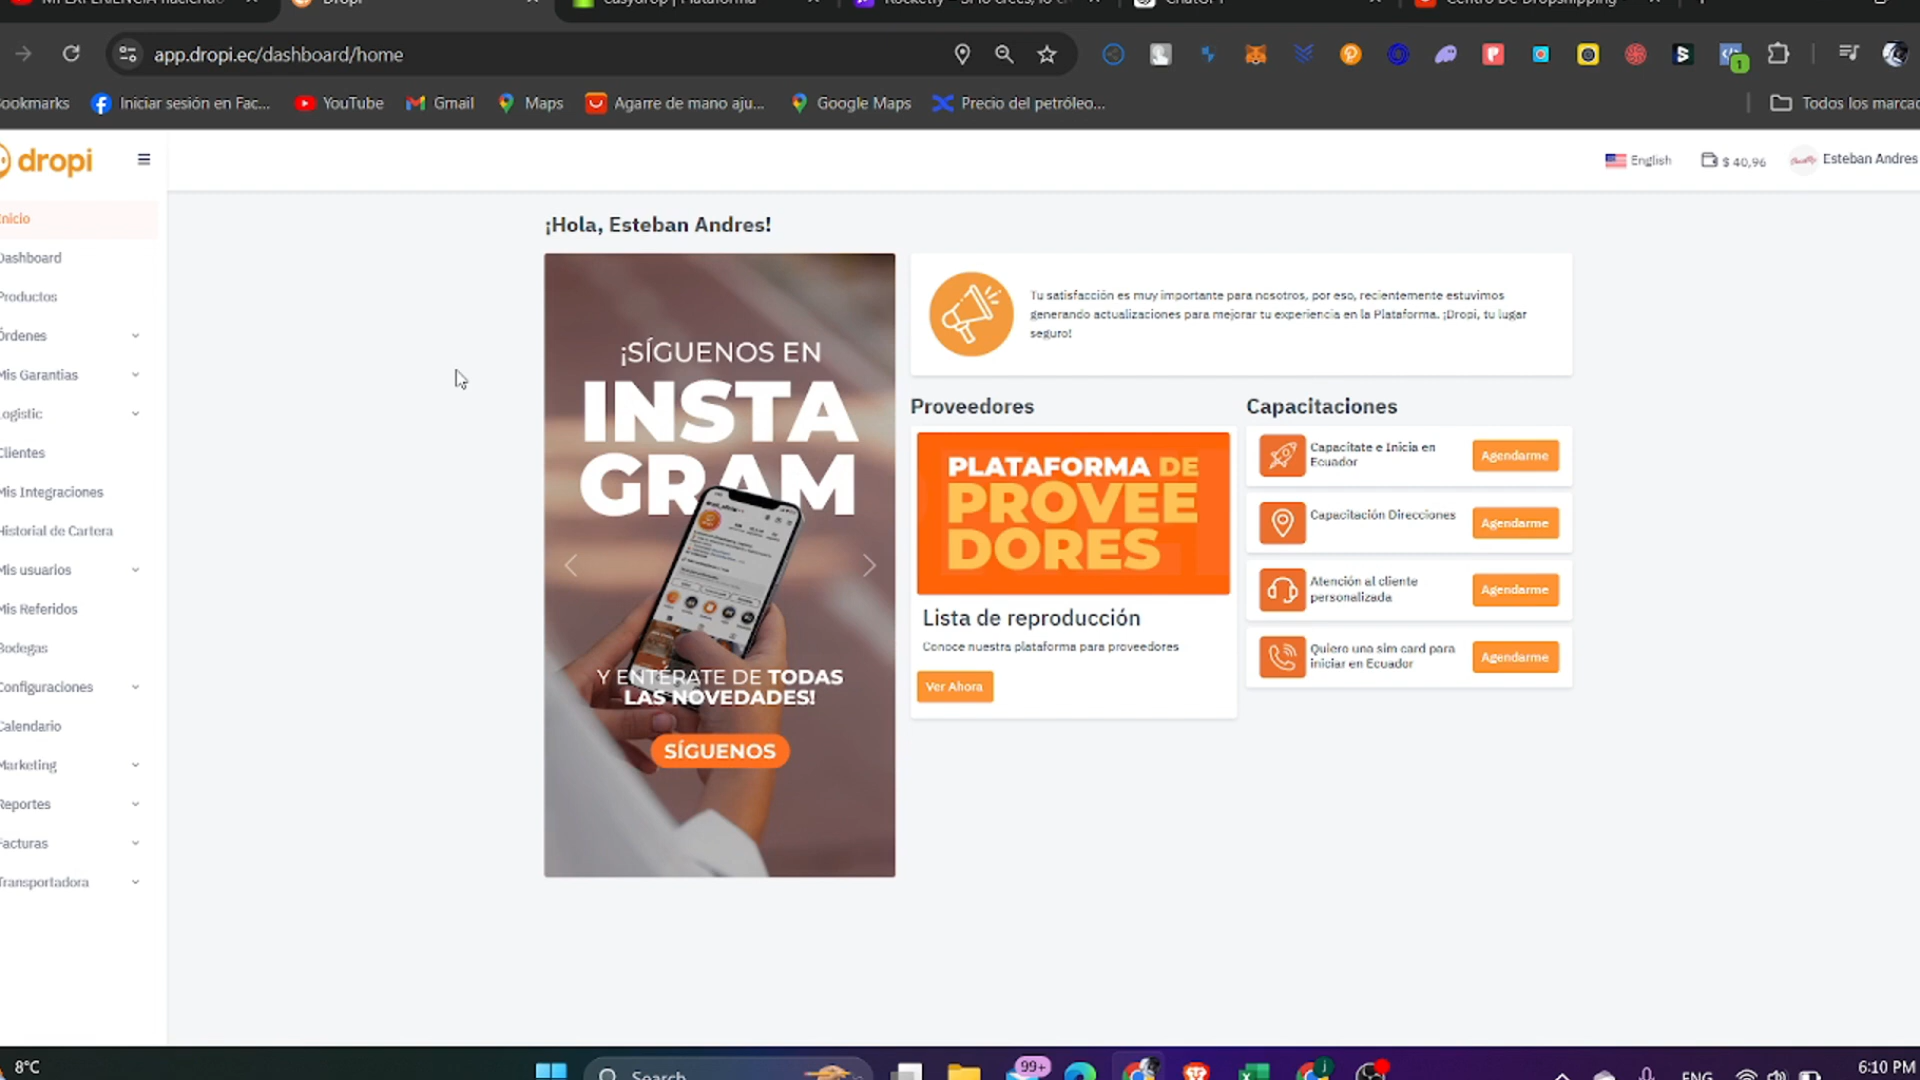 Dropi
app.dropi.ec/dashboard/home
Iniciar sesión en Fac...
YouTube
Gmail
Maps
Agarre de mano aju...
Google Maps
Precio del petróleo...
Todos los marcad
dropi
English
$ 40,96
Esteban Andres
Inicio
Dashboard
Productos
Órdenes
Mis Garantias
Logistic
Clientes
Mis Integraciones
Historial de Cartera
Mis usuarios
Mis Referidos
Bodegas
Configuraciones
Calendario
Marketing
Reportes
Facturas
Transportadora
¡Hola, Esteban Andres!
¡SÍGUENOS EN
INSTA
GRAM
Y ENTÉRATE DE TODAS
LAS NOVEDADES!
SÍGUENOS
Tu satisfacción es muy importante para nosotros, por eso, recientemente estuvimos
generando actualizaciones para mejorar tu experiencia en la Plataforma. ¡Dropi, tu lugar
seguro!
Proveedores
PLATAFORMA DE
PROVEE
DORES
Lista de reproducción
Conoce nuestra plataforma para proveedores
Ver Ahora
Capacitaciones
Capacitate e Inicia en
Ecuador
Agendarme
Capacitación Direcciones
Agendarme
Atención al cliente
personalizada
Agendarme
Quiero una sim card para
iniciar en Ecuador
Agendarme
8°C
Search
99+
ENG
6:10 PM